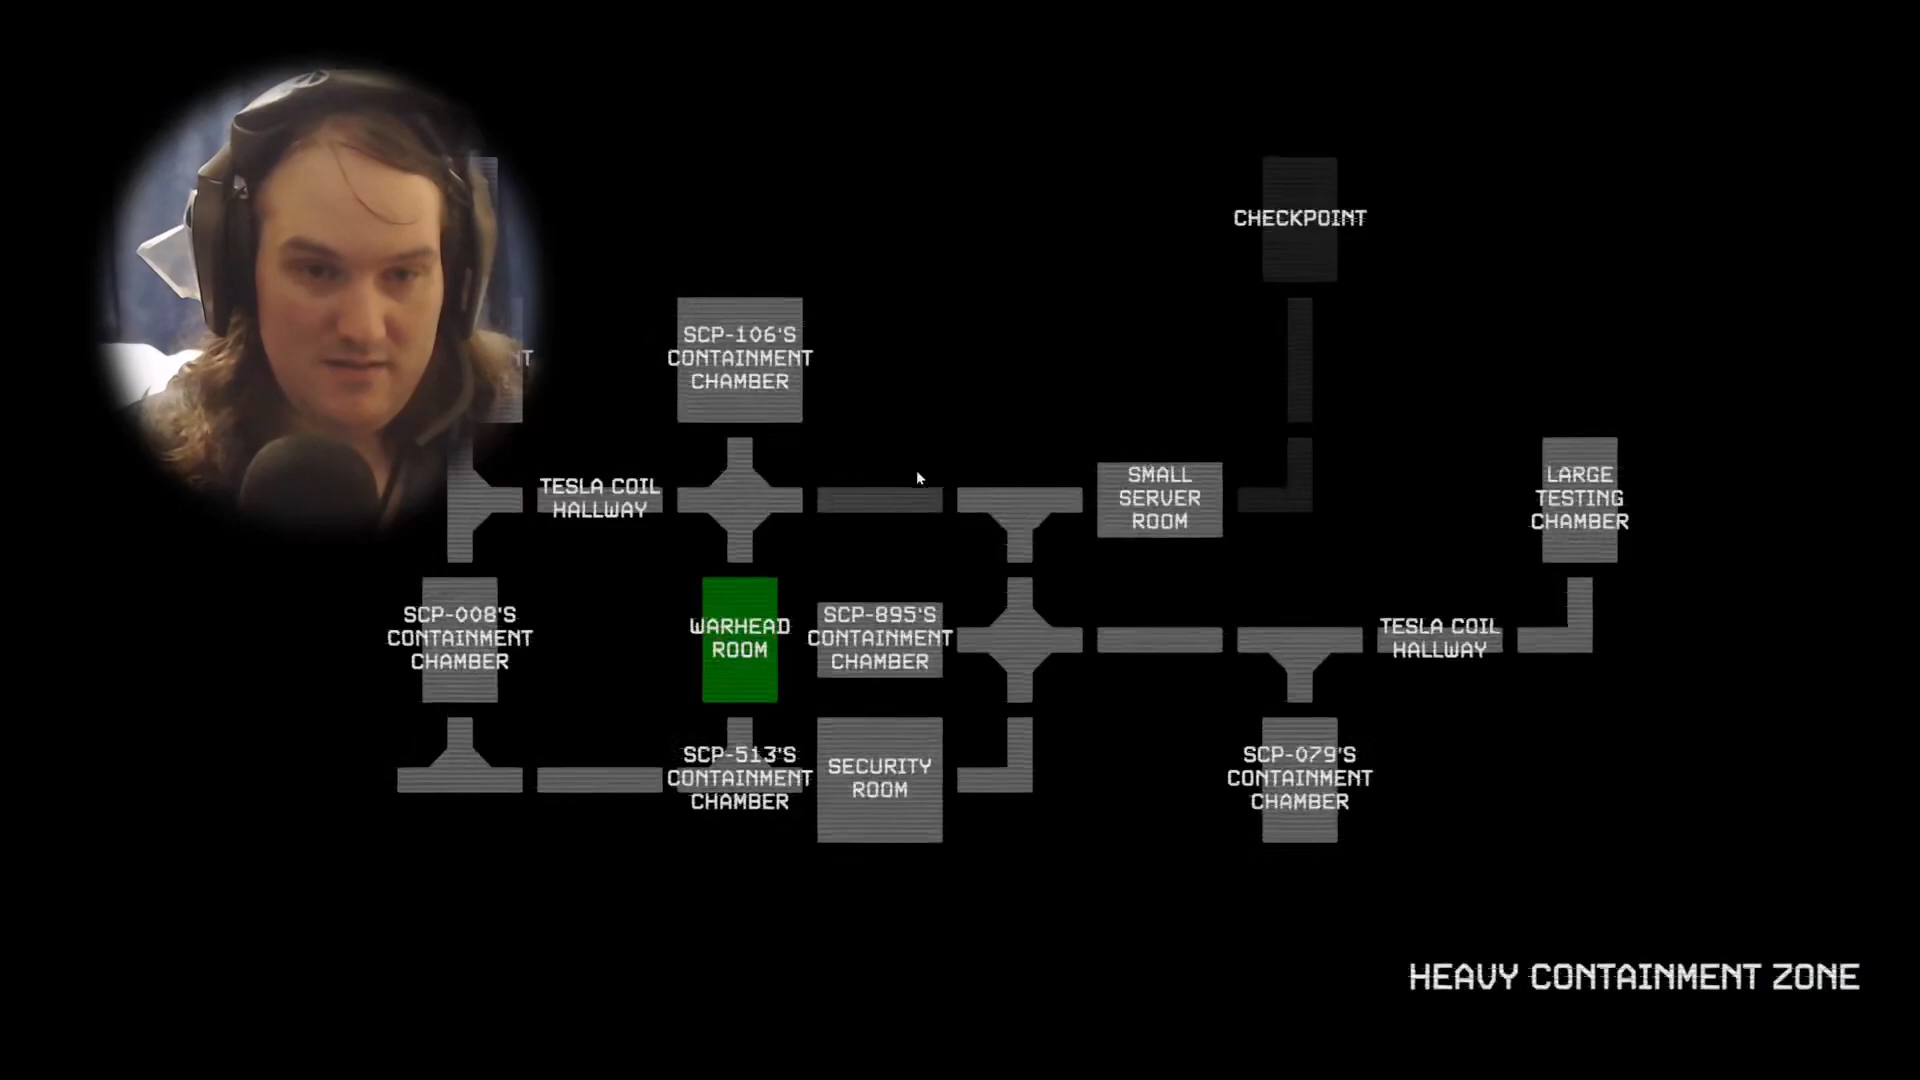 CHECKPOINT
SCP-106'S
CONTAINMENT
CHAMBER
TESLA COIL
HALLWAY
SMALL
SERVER
ROOM
LARGE
TESTING
CHAMBER
SCP-008'S
CONTAINMENT
CHAMBER
WARHEAD
ROOM
SCP-895'S
CONTAINMENT
CHAMBER
TESLA COIL
HALLWAY
SCP-513'S
CONTAINMENT
CHAMBER
SECURITY
ROOM
SCP-079'S
CONTAINMENT
CHAMBER
HEAVY CONTAINMENT ZONE